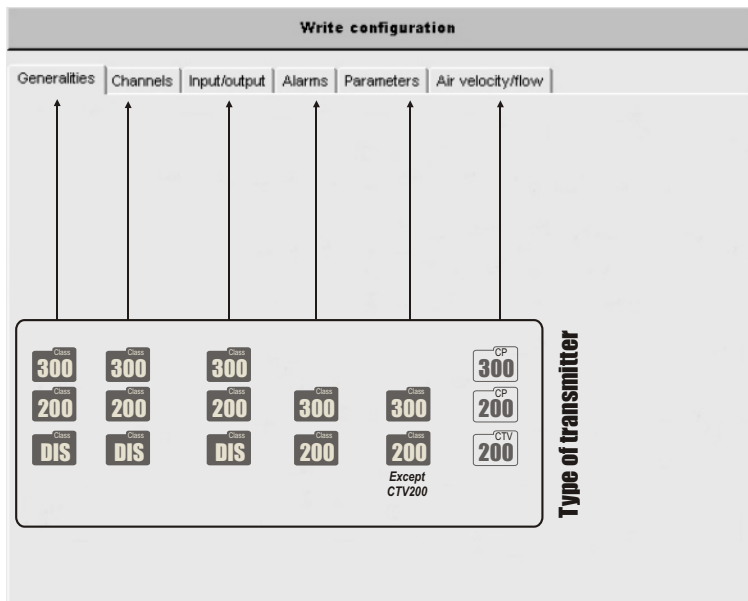 Write configuration
Generalities Channels Input/output Alarms Parameters Air velocity/flow
Class Class Class CP
300 300 300 300
Class Class Class Class Class CP
200 200 200 300 300 200
Class Class Class Class Class CTV
DIS DIS DIS 200 200 200
Except
CTV200
Type of transmitter